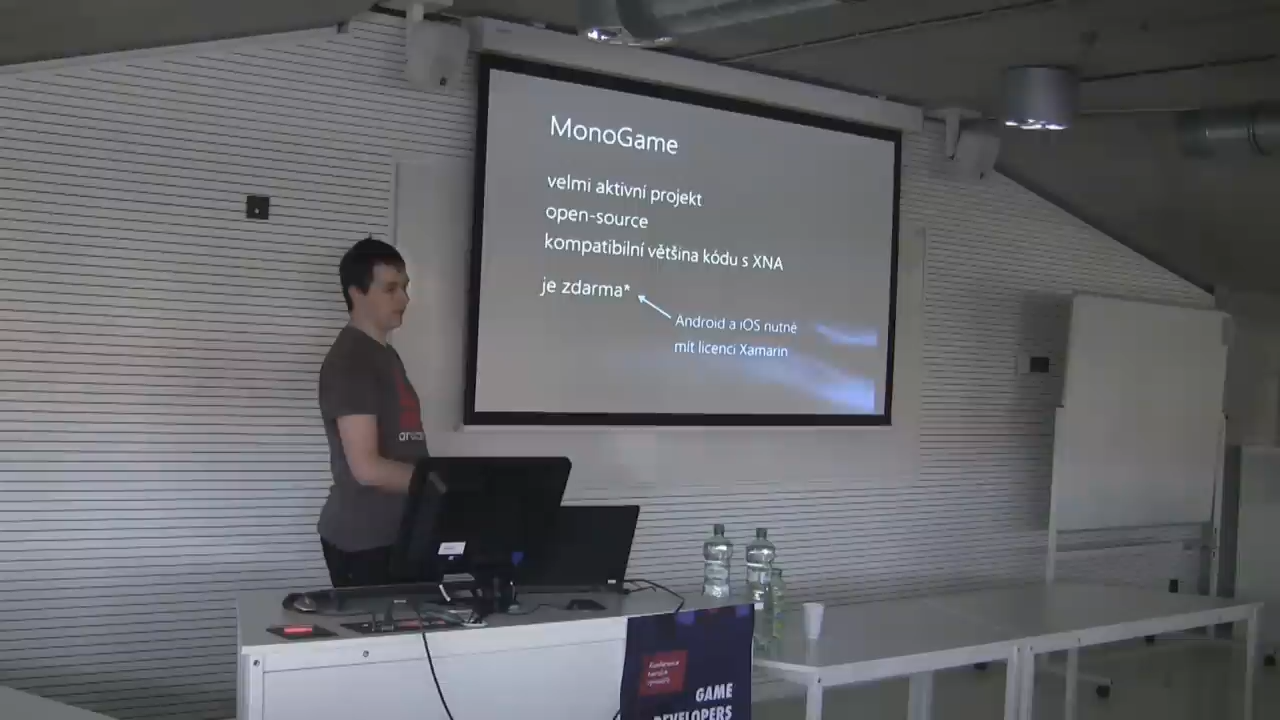 MonoGame
velmi aktivní projekt
open-source
kompatibilní většina kódu s XNA
je zdarma*
Android a iOS nutné
mít licenci Xamarin
GAME
DEVELOPERS